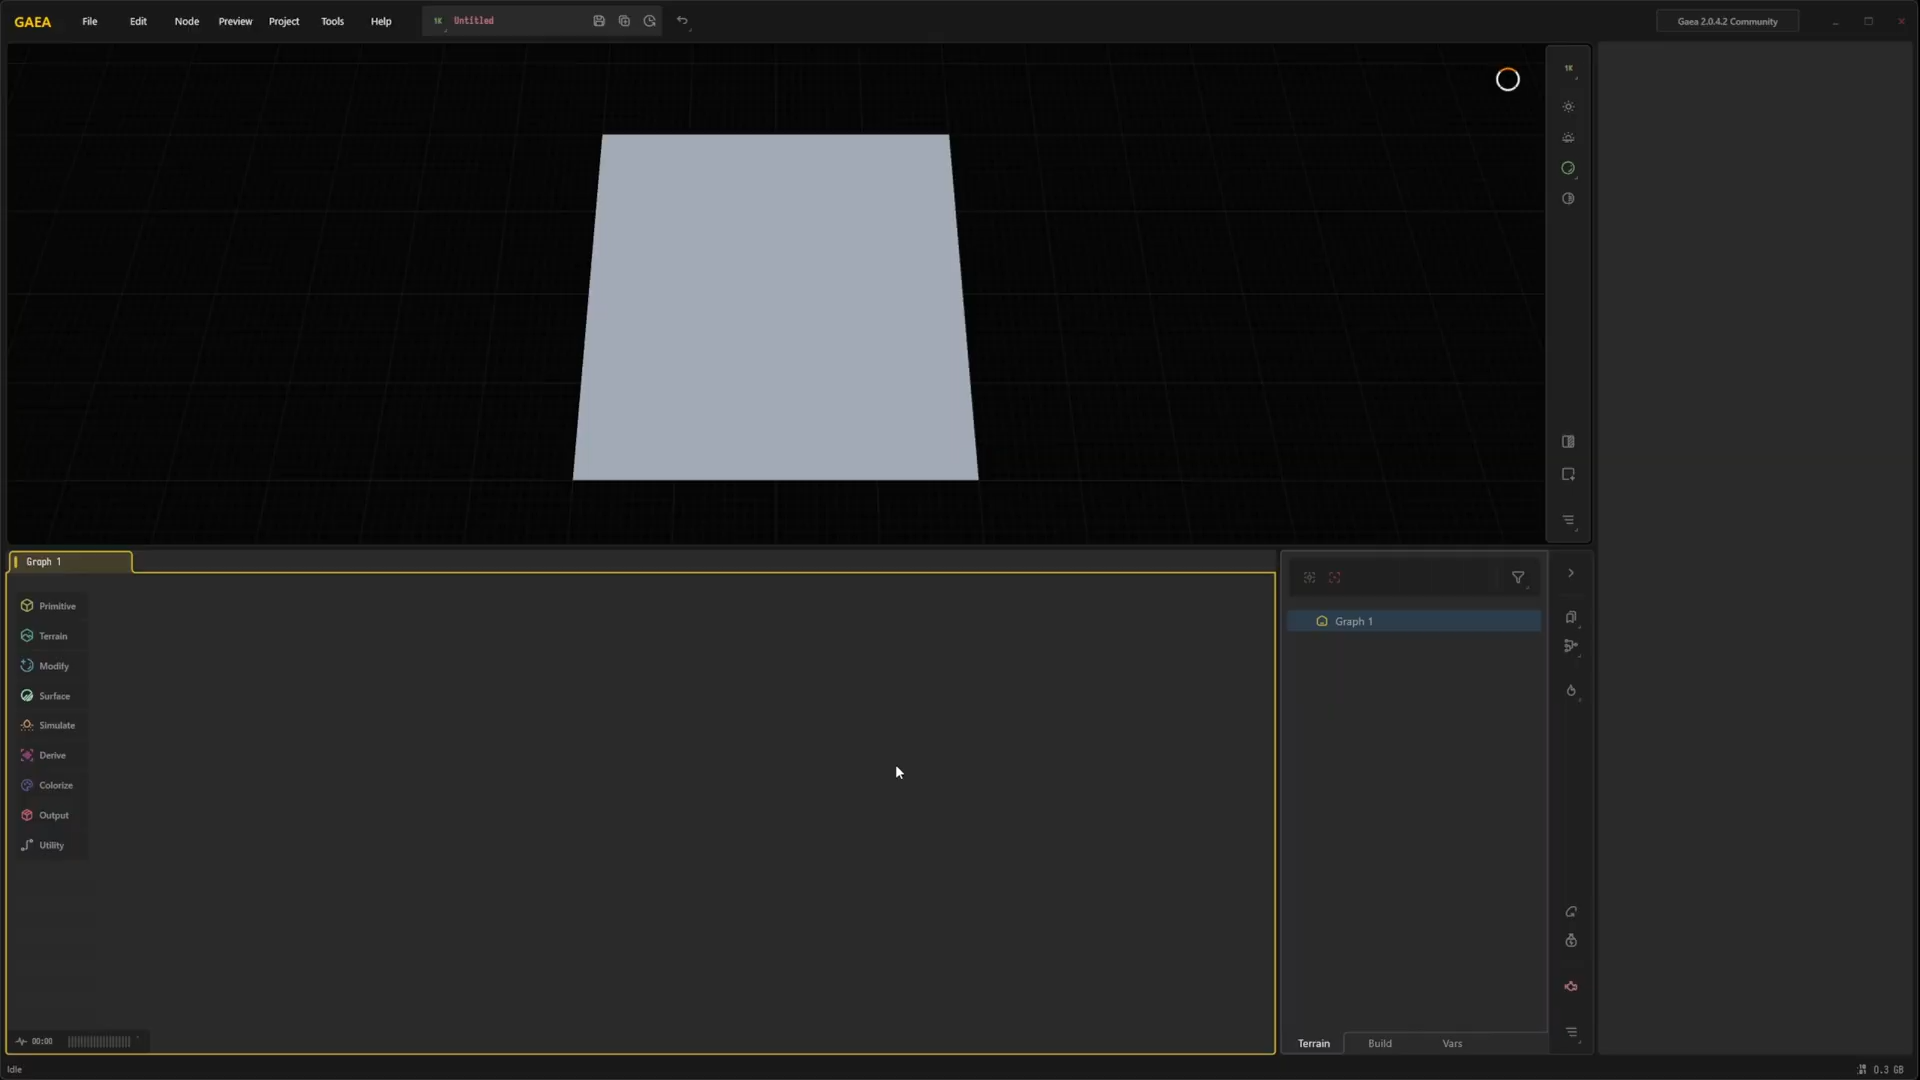 GAEA File Edit Node Preview Project Tools Help 1K Untitled Gaea 2.0.4.2 Community
1K
Graph 1
Primitive
Terrain
Modify
Surface
Simulate
Derive
Colorize
Output
Utility
00:00
Graph 1
Terrain Build Vars
Idle 0.3 GB